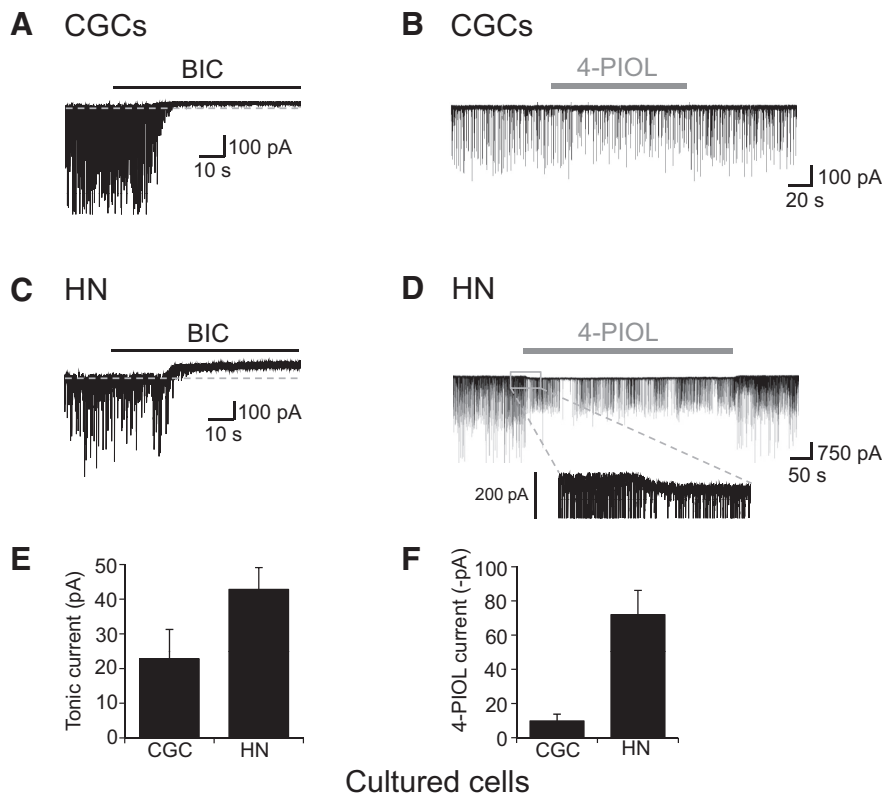 A CGCs
BIC
100 pA
10 s
B CGCs
4-PIOL
100 pA
20 s
C HN
BIC
100 pA
10 s
D HN
4-PIOL
750 pA
50 s
200 pA
E
Tonic current (pA)
50
40
30
20
10
0
CGC HN
F
4-PIOL current (-pA)
100
80
60
40
20
0
CGC HN
Cultured cells